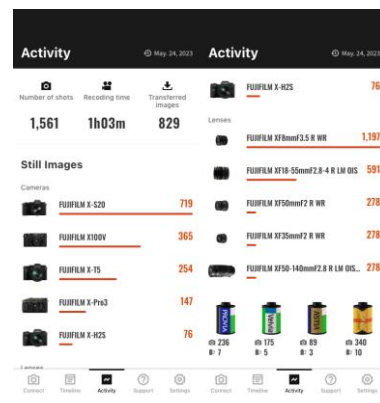 Activity
May. 24, 2023
Number of shots
Recoding time
Transferred
images
1,561
1h03m
829
Still Images
Cameras
FUJIFILM X-S20
719
FUJIFILM X100V
365
FUJIFILM X-T5
254
FUJIFILM X-Pro3
147
FUJIFILM X-H2S
76
Lenses
Connect
Timeline
Activity
Support
Settings
Activity
May. 24, 2023
FUJIFILM X-H2S
76
Lenses
FUJIFILM XF8mmF3.5 R WR
1,197
FUJIFILM XF18-55mmF2.8-4 R LM OIS
591
FUJIFILM XF50mmF2 R WR
278
FUJIFILM XF35mmF2 R WR
278
FUJIFILM XF50-140mmF2.8 R LM OIS...
278
PROVIA
Velvia
ASTIA
236
175
89
340
7
5
3
10
Connect
Timeline
Activity
Support
Settings